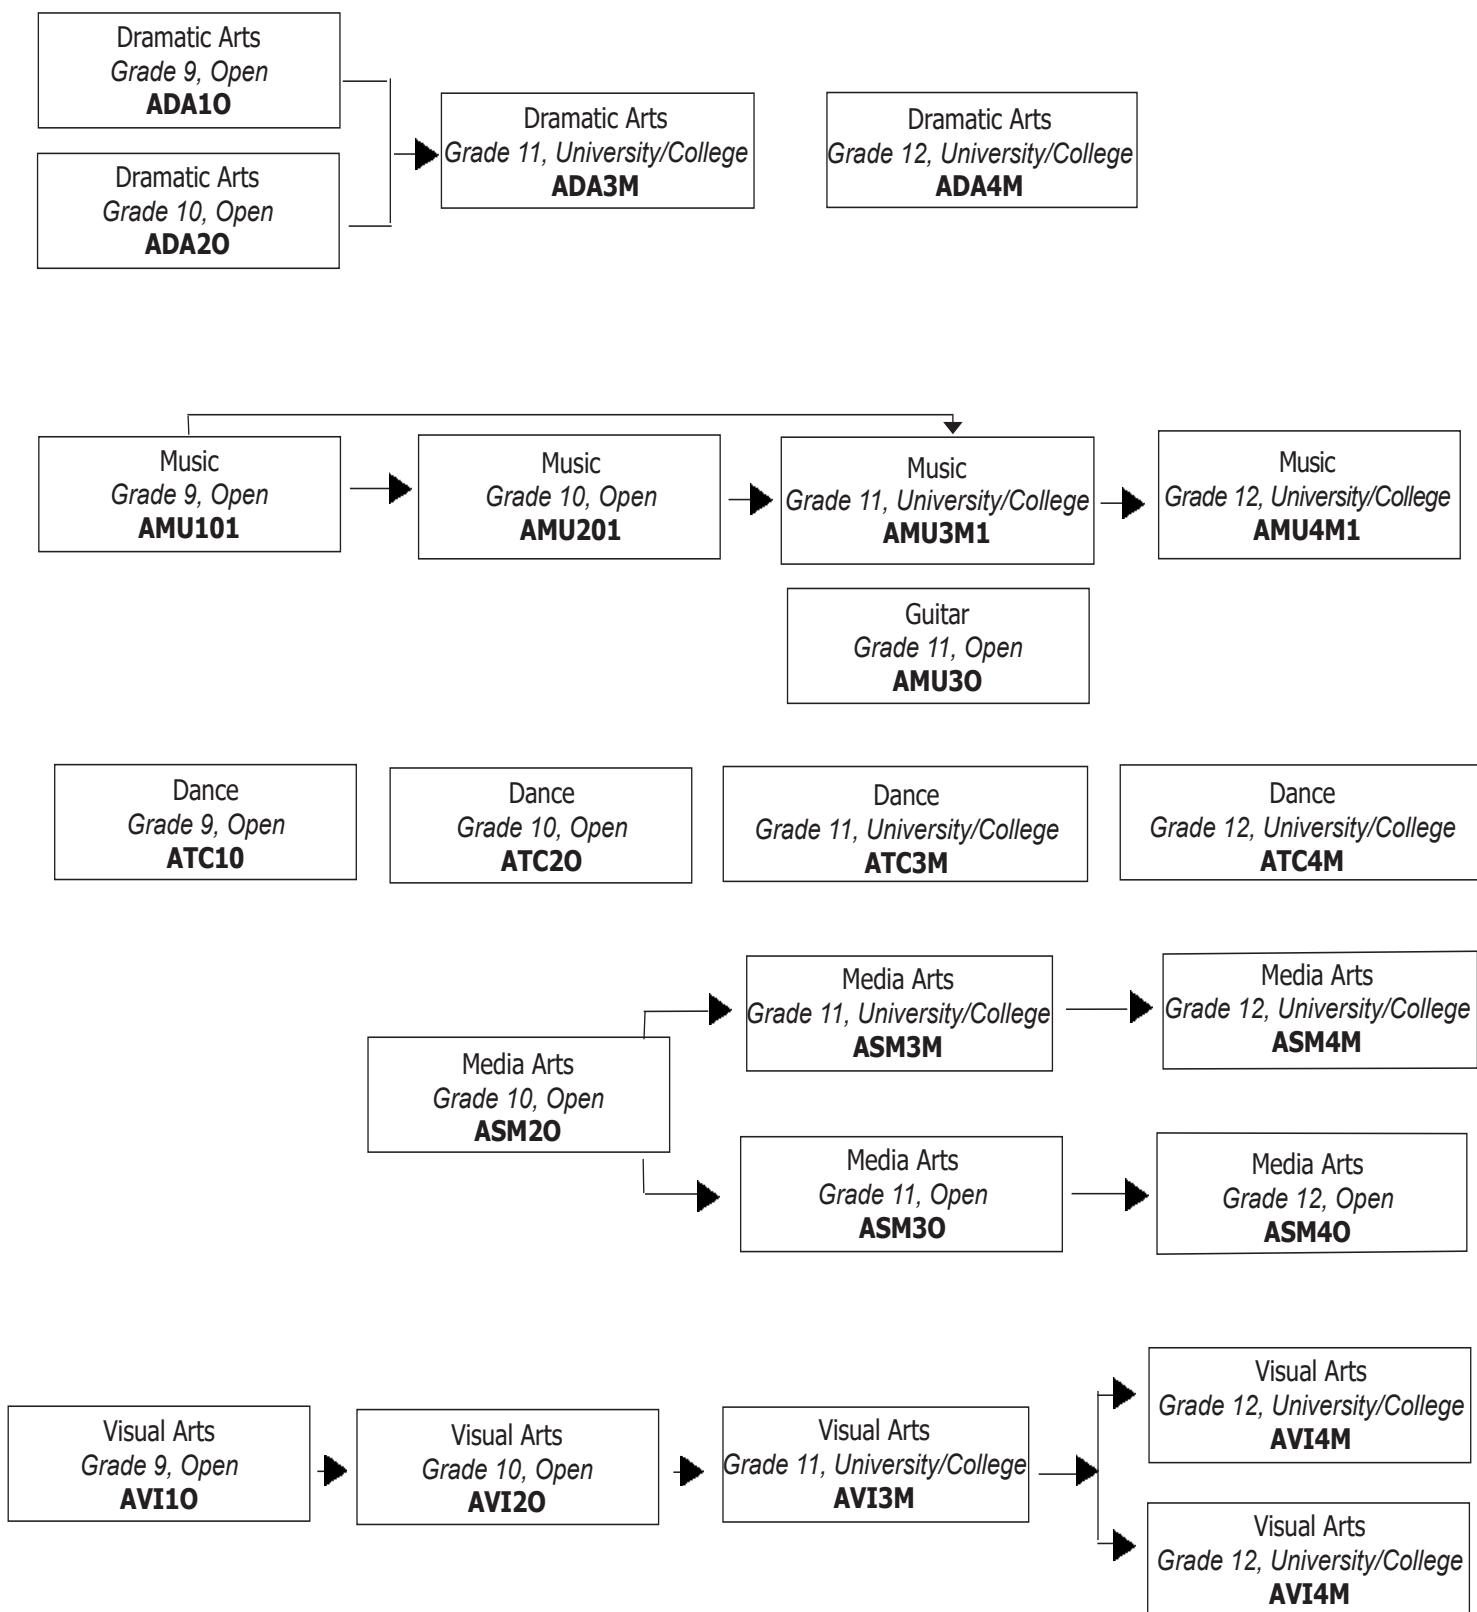 Dramatic Arts
Grade 9, Open
ADA1O
Dramatic Arts
Grade 10, Open
ADA2O
Dramatic Arts
Grade 11, University/College
ADA3M
Dramatic Arts
Grade 12, University/College
ADA4M
Music
Grade 9, Open
AMU101
Music
Grade 10, Open
AMU201
Music
Grade 11, University/College
AMU3M1
Music
Grade 12, University/College
AMU4M1
Guitar
Grade 11, Open
AMU3O
Dance
Grade 9, Open
ATC10
Dance
Grade 10, Open
ATC2O
Dance
Grade 11, University/College
ATC3M
Dance
Grade 12, University/College
ATC4M
Media Arts
Grade 10, Open
ASM2O
Media Arts
Grade 11, University/College
ASM3M
Media Arts
Grade 12, University/College
ASM4M
Media Arts
Grade 11, Open
ASM3O
Media Arts
Grade 12, Open
ASM4O
Visual Arts
Grade 9, Open
AVI1O
Visual Arts
Grade 10, Open
AVI2O
Visual Arts
Grade 11, University/College
AVI3M
Visual Arts
Grade 12, University/College
AVI4M
Visual Arts
Grade 12, University/College
AVI4M